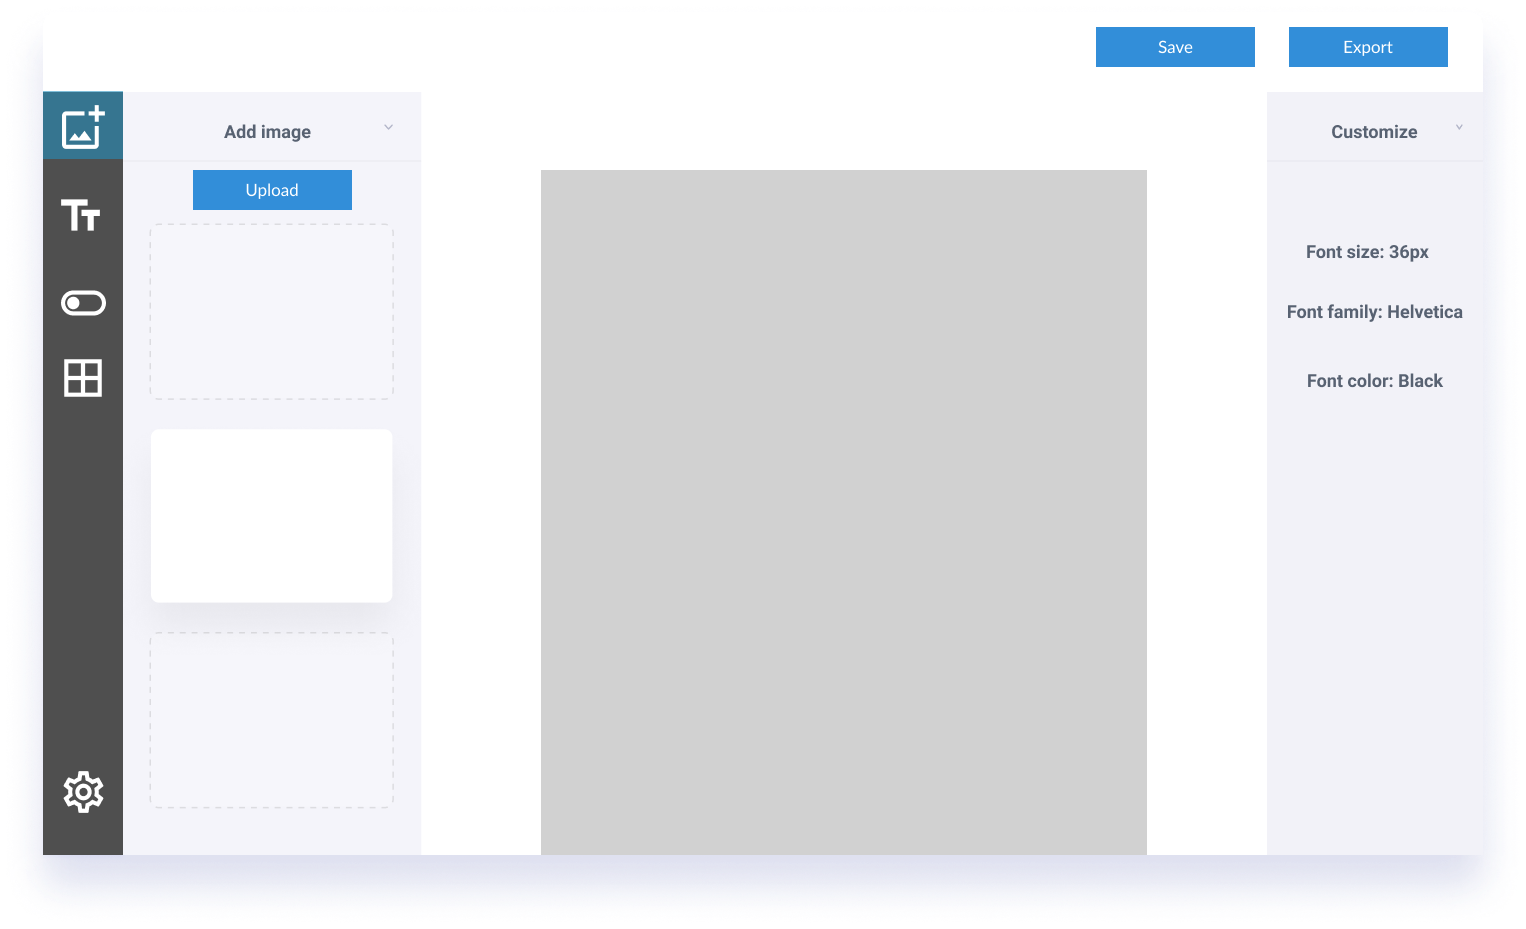 Save
Export
Add image
Customize
Upload
Font size: 36px
Font family: Helvetica
Font color: Black